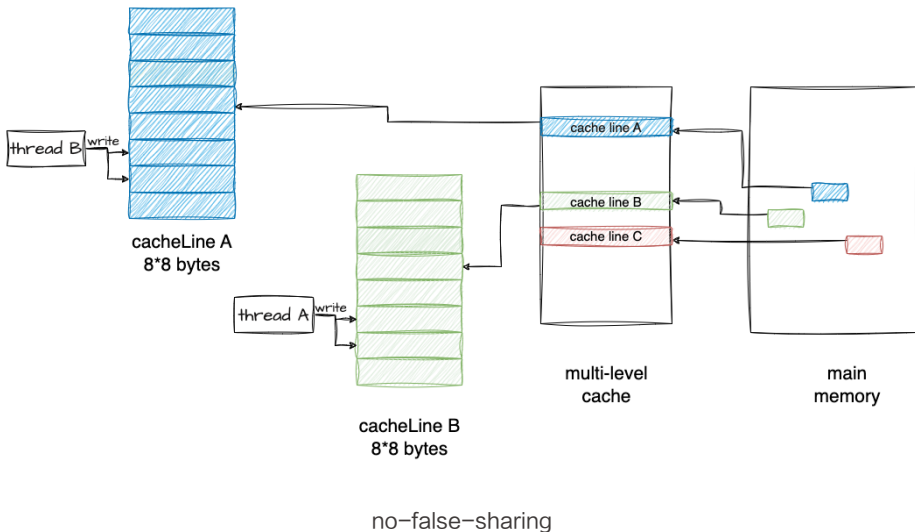 cache line A
thread B
write
cache line B
cacheLine A
8*8 bytes
cache line C
thread A
write
multi-level
cache
main
memory
cacheLine B
8*8 bytes
no-false-sharing